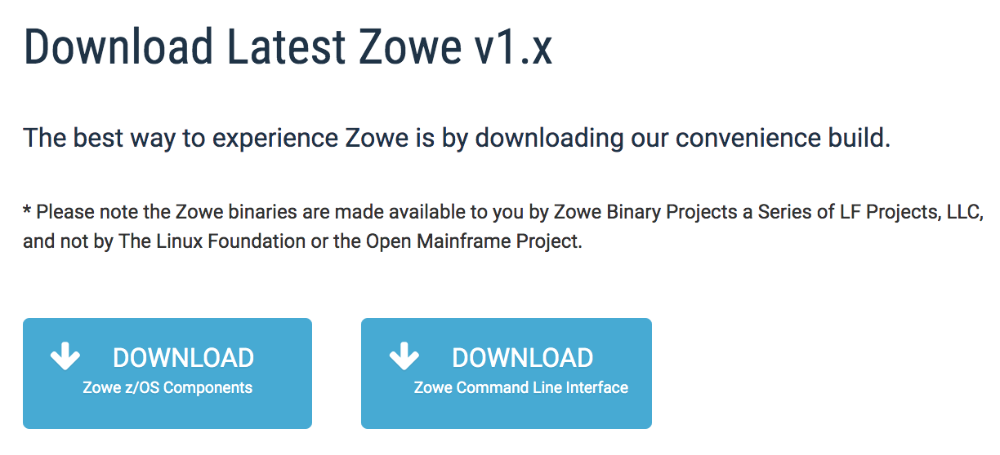 Download Latest Zowe v1.x
The best way to experience Zowe is by downloading our convenience build.
* Please note the Zowe binaries are made available to you by Zowe Binary Projects a Series of LF Projects, LLC,
and not by The Linux Foundation or the Open Mainframe Project.
DOWNLOAD
Zowe z/OS Components
DOWNLOAD
Zowe Command Line Interface